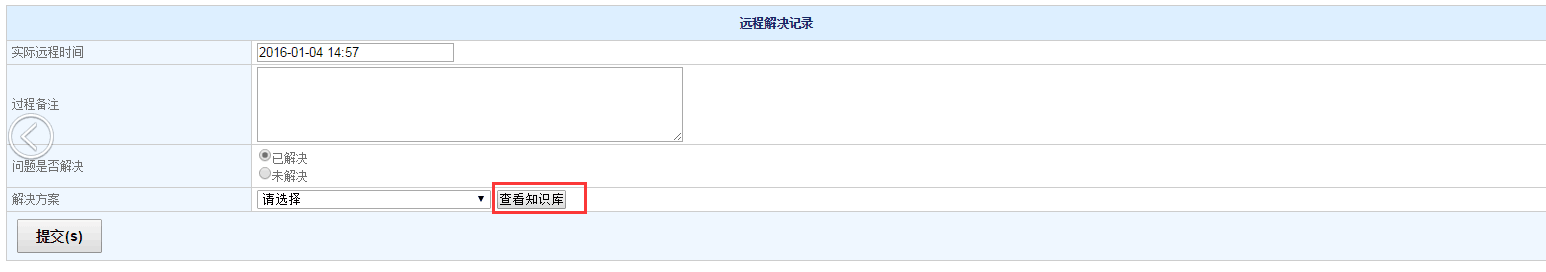 远程解决记录
实际远程时间
2016-01-04 14:57
过程备注
问题是否解决
已解决
未解决
解决方案
请选择
查看知识库
提交(s)